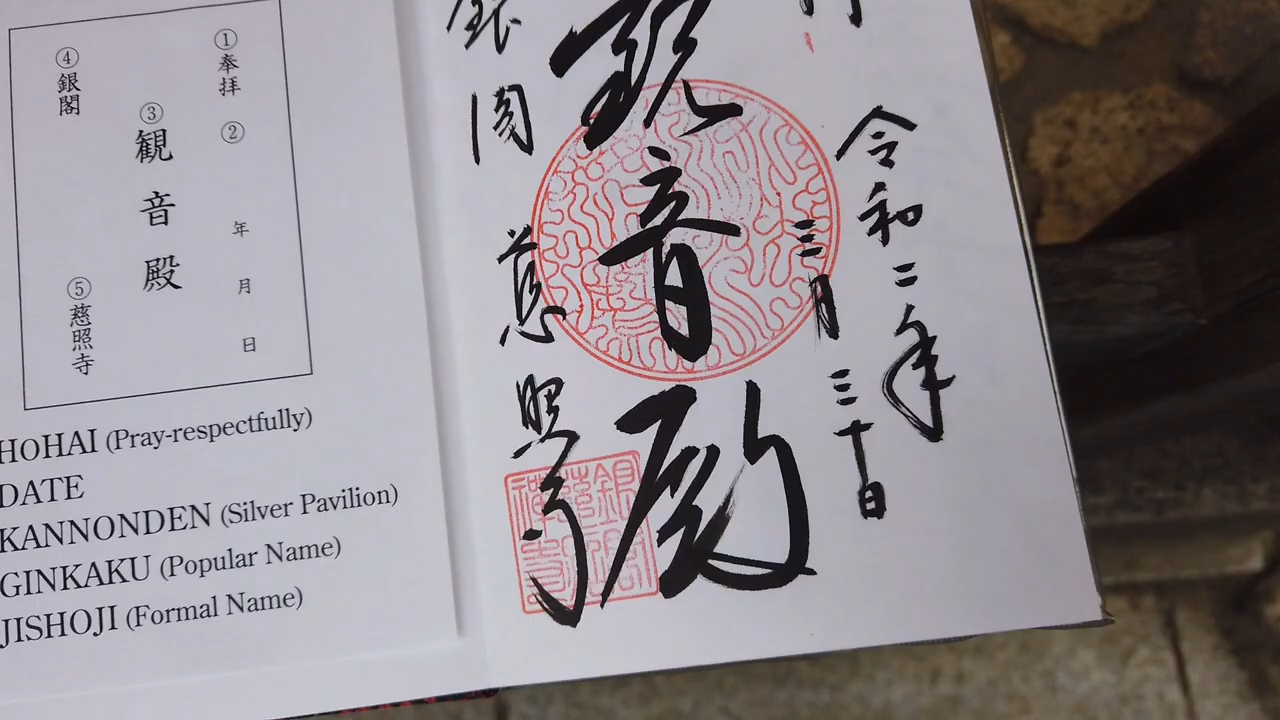 ①奉拝
② 年 月 日
③観音殿
④銀閣
⑤慈照寺
HOHAI (Pray-respectfully)
DATE
KANNONDEN (Silver Pavilion)
GINKAKU (Popular Name)
JISHOJI (Formal Name)
令和二年
三月三十日
観音殿
銀閣 慈照寺